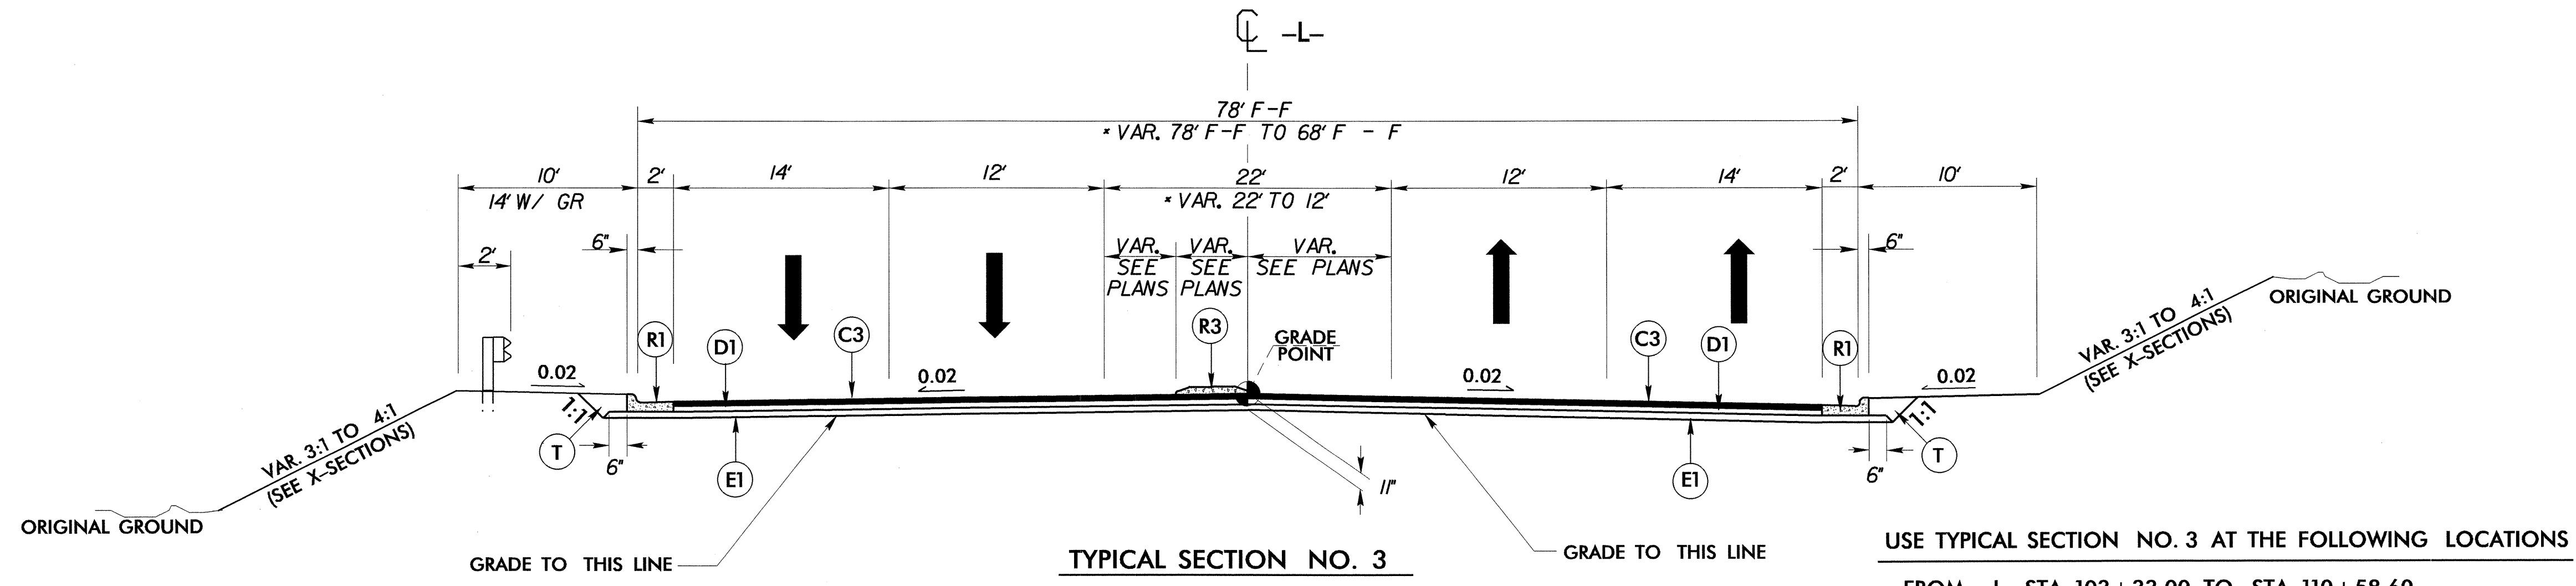 CL -L-
78' F-F
* VAR. 78' F-F TO 68' F - F
10' 2' 14' 12' 22' 12' 14' 2' 10'
14' W/ GR
* VAR. 22' TO 12'
6" 6"
2'
VAR. SEE PLANS
VAR. SEE PLANS
VAR. SEE PLANS
ORIGINAL GROUND
R1 D1 C3 R3 GRADE POINT C3 D1 R1
VAR. 3:1 TO 4:1
(SEE X-SECTIONS)
0.02 0.02 0.02 0.02
1:1 1:1
VAR. 3:1 TO 4:1
(SEE X-SECTIONS)
T T
6" 6"
E1 E1
11"
ORIGINAL GROUND
GRADE TO THIS LINE
GRADE TO THIS LINE
TYPICAL SECTION NO. 3
USE TYPICAL SECTION NO. 3 AT THE FOLLOWING LOCATIONS